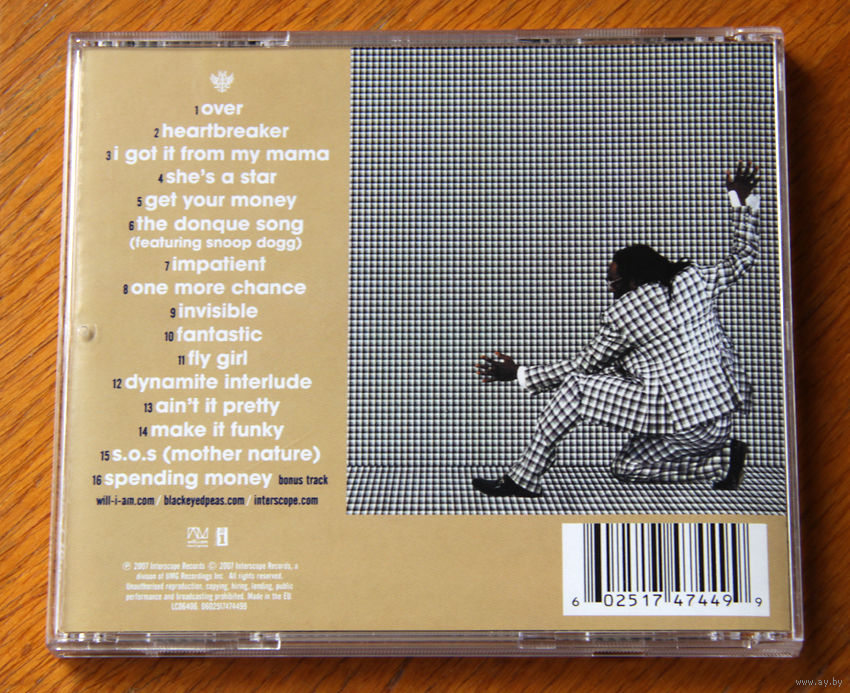 1 over
2 heartbreaker
3 i got it from my mama
4 she's a star
5 get your money
6 the donque song
(featuring snoop dogg)
7 impatient
8 one more chance
9 invisible
10 fantastic
11 fly girl
12 dynamite interlude
13 ain't it pretty
14 make it funky
15 s.o.s (mother nature)
16 spending money bonus track
will-i-am.com / blackeyedpeas.com / interscope.com
℗ 2007 Interscope Records © 2007 Interscope Records, a
division of UMG Recordings Inc. All rights reserved.
Unauthorised reproduction, copying, hiring, lending, public
performance and broadcasting prohibited. Made in the EU.
LC06406. 0602517474499
6 02517 47449 9
www.ay.by